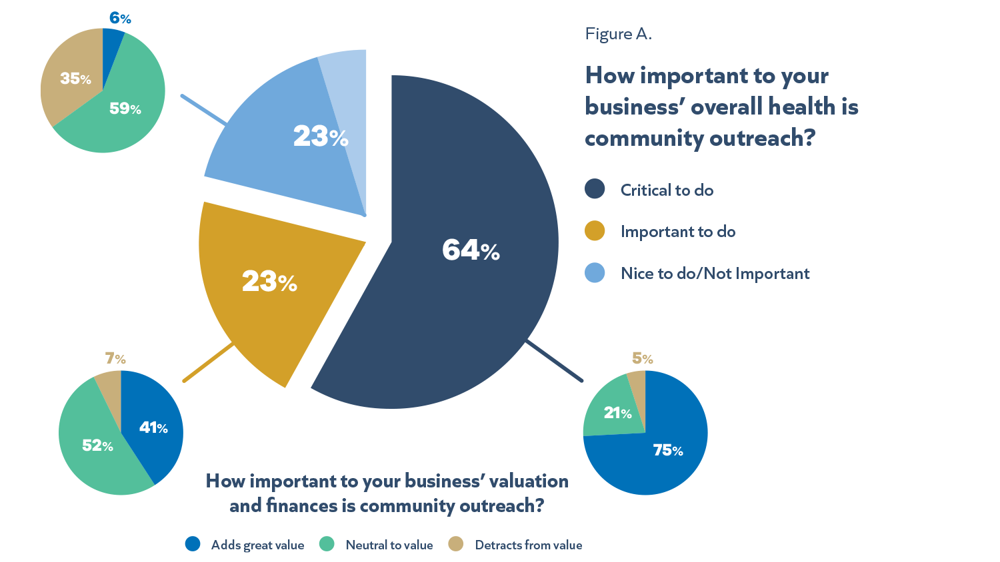 Figure A.
How important to your
business’ overall health is
community outreach?
Critical to do
Important to do
Nice to do/Not Important
6%
35%
59%
23%
64%
23%
7%
41%
52%
5%
21%
75%
How important to your business’ valuation
and finances is community outreach?
Adds great value
Neutral to value
Detracts from value